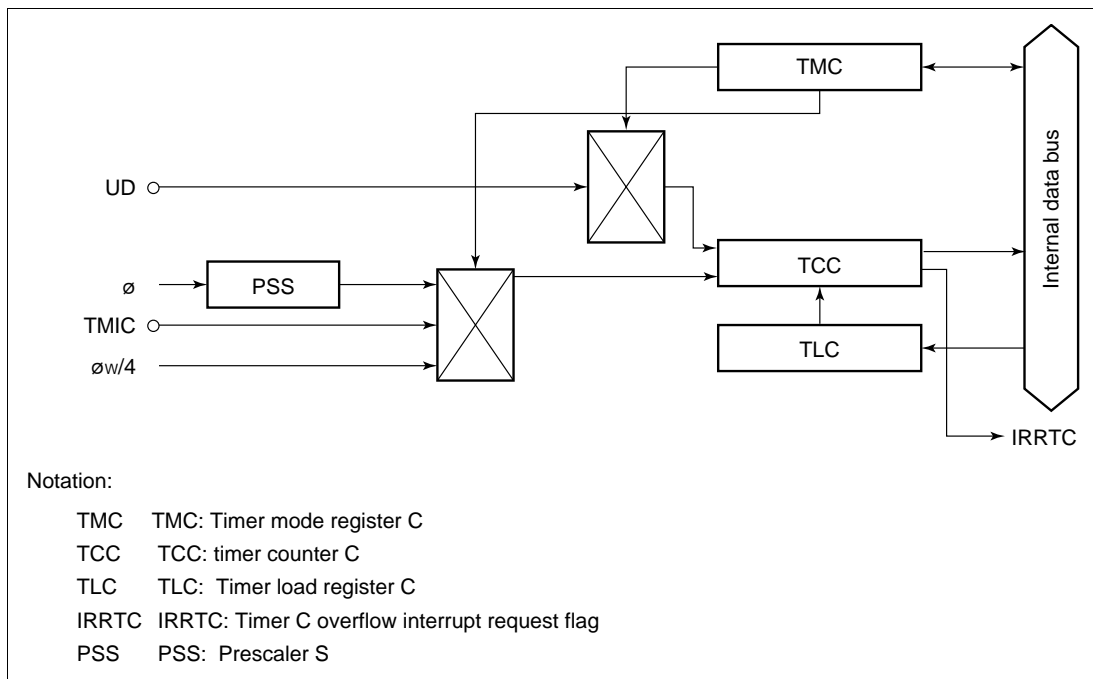 TMC
UD
Internal data bus
TCC
ø
PSS
TMIC
TLC
øw/4
IRRTC
Notation:
TMC TMC: Timer mode register C
TCC TCC: timer counter C
TLC TLC: Timer load register C
IRRTC IRRTC: Timer C overflow interrupt request flag
PSS PSS: Prescaler S